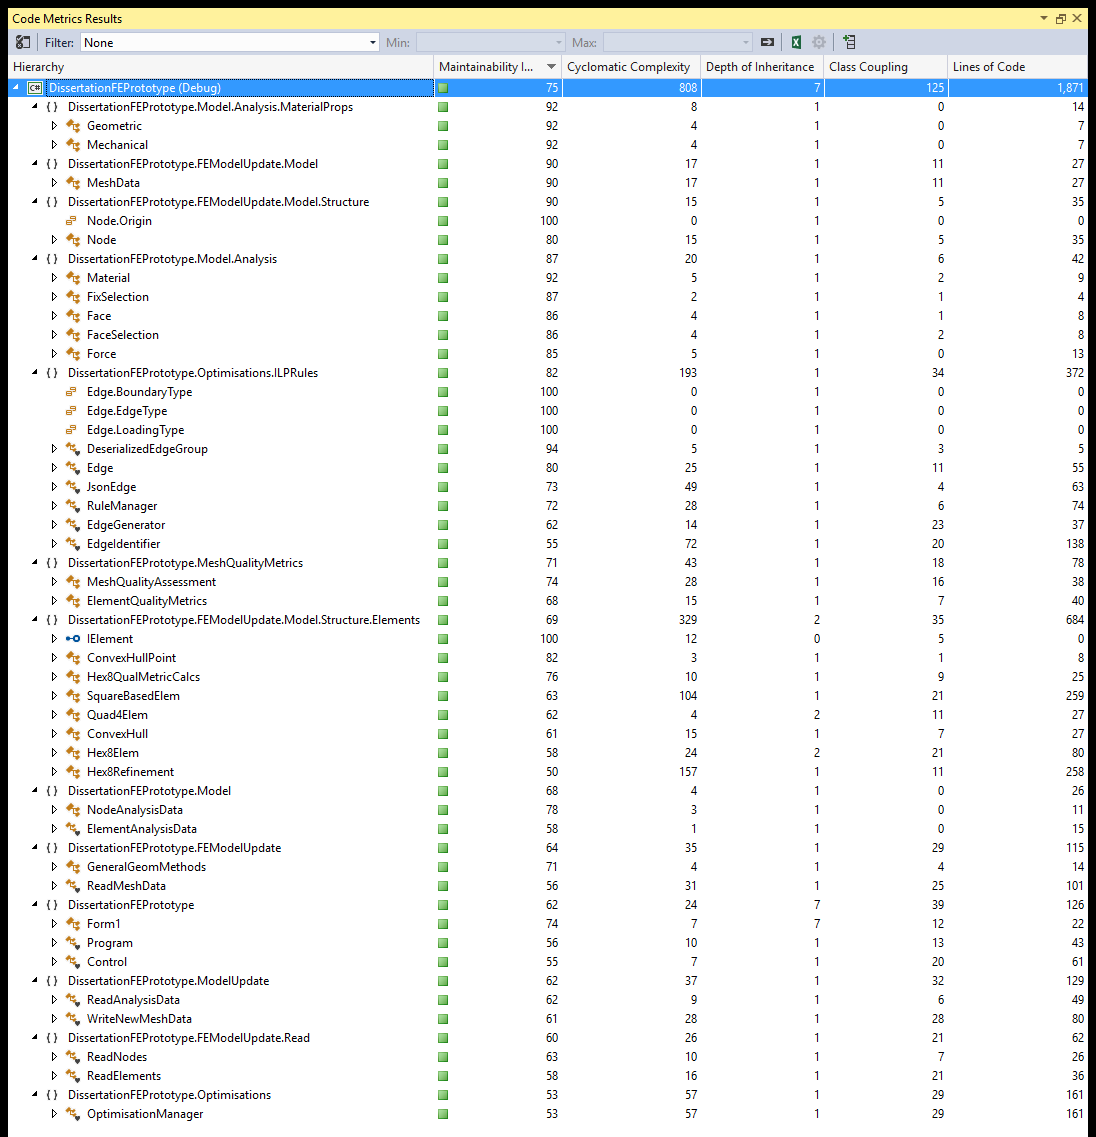 Code Metrics Results
Filter: None Min: Max:
Hierarchy Maintainability I... Cyclomatic Complexity Depth of Inheritance Class Coupling Lines of Code
C# DissertationFEPrototype (Debug) 75 808 7 125 1,871
{ } DissertationFEPrototype.Model.Analysis.MaterialProps 92 8 1 0 14
Geometric 92 4 1 0 7
Mechanical 92 4 1 0 7
{ } DissertationFEPrototype.FEModelUpdate.Model 90 17 1 11 27
MeshData 90 17 1 11 27
{ } DissertationFEPrototype.FEModelUpdate.Model.Structure 90 15 1 5 35
Node.Origin 100 0 1 0 0
Node 80 15 1 5 35
{ } DissertationFEPrototype.Model.Analysis 87 20 1 6 42
Material 92 5 1 2 9
FixSelection 87 2 1 1 4
Face 86 4 1 1 8
FaceSelection 86 4 1 2 8
Force 85 5 1 0 13
{ } DissertationFEPrototype.Optimisations.ILPRules 82 193 1 34 372
Edge.BoundaryType 100 0 1 0 0
Edge.EdgeType 100 0 1 0 0
Edge.LoadingType 100 0 1 0 0
DeserializedEdgeGroup 94 5 1 3 5
Edge 80 25 1 11 55
JsonEdge 73 49 1 4 63
RuleManager 72 28 1 6 74
EdgeGenerator 62 14 1 23 37
EdgeIdentifier 55 72 1 20 138
{ } DissertationFEPrototype.MeshQualityMetrics 71 43 1 18 78
MeshQualityAssessment 74 28 1 16 38
ElementQualityMetrics 68 15 1 7 40
{ } DissertationFEPrototype.FEModelUpdate.Model.Structure.Elements 69 329 2 35 684
IElement 100 12 0 5 0
ConvexHullPoint 82 3 1 1 8
Hex8QualMetricCalcs 76 10 1 9 25
SquareBasedElem 63 104 1 21 259
Quad4Elem 62 4 2 11 27
ConvexHull 61 15 1 7 27
Hex8Elem 58 24 2 21 80
Hex8Refinement 50 157 1 11 258
{ } DissertationFEPrototype.Model 68 4 1 0 26
NodeAnalysisData 78 3 1 0 11
ElementAnalysisData 58 1 1 0 15
{ } DissertationFEPrototype.FEModelUpdate 64 35 1 29 115
GeneralGeomMethods 71 4 1 4 14
ReadMeshData 56 31 1 25 101
{ } DissertationFEPrototype 62 24 7 39 126
Form1 74 7 7 12 22
Program 56 10 1 13 43
Control 55 7 1 20 61
{ } DissertationFEPrototype.ModelUpdate 62 37 1 32 129
ReadAnalysisData 62 9 1 6 49
WriteNewMeshData 61 28 1 28 80
{ } DissertationFEPrototype.FEModelUpdate.Read 60 26 1 21 62
ReadNodes 63 10 1 7 26
ReadElements 58 16 1 21 36
{ } DissertationFEPrototype.Optimisations 53 57 1 29 161
OptimisationManager 53 57 1 29 161